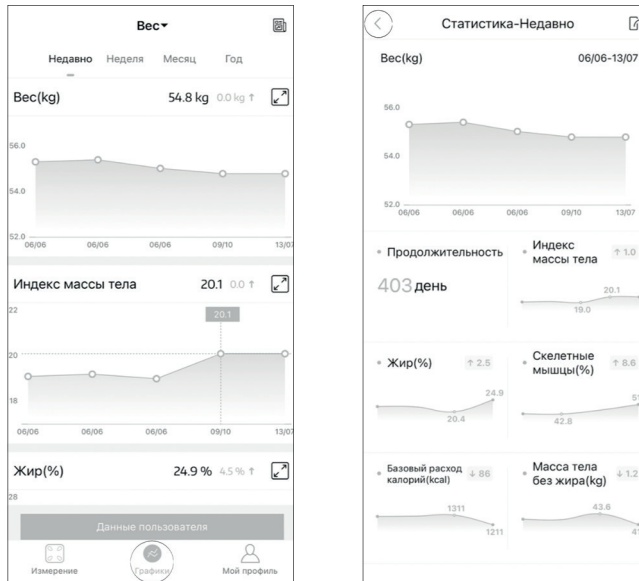 Вес
Недавно Неделя Месяц Год
Вес(kg) 54.8 kg 0.0 kg ↑
56.0
54.0
52.0
06/06 06/06 06/06 09/10 13/07
Индекс массы тела 20.1 0.0 ↑
22
20.1
20
18
06/06 06/06 06/06 09/10 13/07
Жир(%) 24.9 % 4.5 % ↑
28
Данные пользователя
Измерение Графики Мой профиль
Статистика-Недавно
Вес(kg) 06/06-13/07
56.0
54.0
52.0
06/06 06/06 06/06 09/10 13/07
• Продолжительность
403 день
• Индекс
массы тела
↑ 1.0
20.1
19.0
• Жир(%) ↑ 2.5
24.9
20.4
• Скелетные
мышцы(%)
↑ 8.6
42.8
• Базовый расход
калорий(kcal)
↓ 86
1311
1211
• Масса тела
без жира(kg)
↓ 1.2
43.6